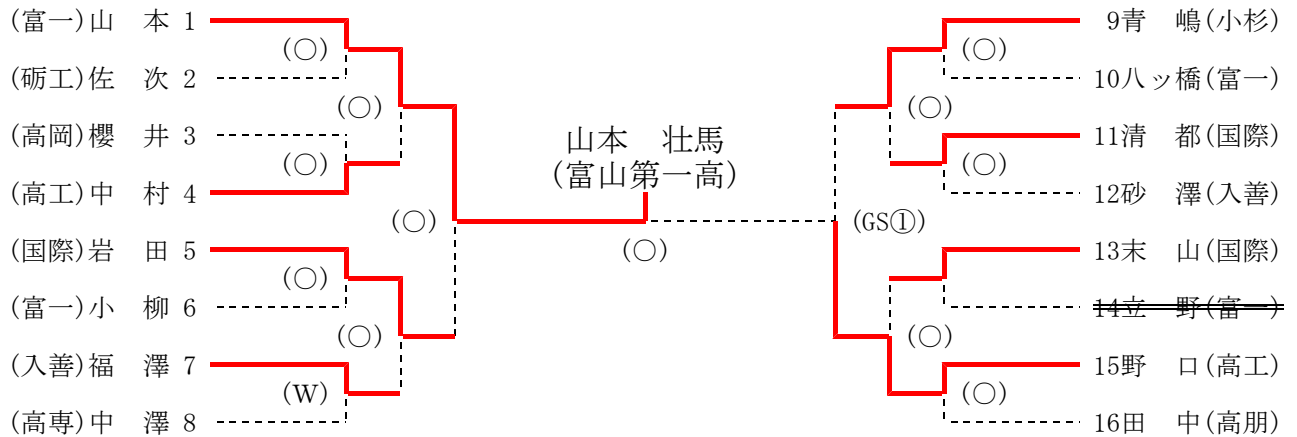 (富一)山　本 1
(○)
(砺工)佐　次 2
(○)
(高岡)櫻　井 3
(○)
(高工)中　村 4
(○)
(国際)岩　田 5
(○)
(富一)小　柳 6
(○)
(入善)福　澤 7
(W)
(高専)中　澤 8
山本　壮馬
(富山第一高)
(○)
9青　嶋(小杉)
(○)
10八ッ橋(富一)
(○)
11清　都(国際)
(○)
12砂　澤(入善)
(GS①)
13末　山(国際)
14立　野(富一)
(○)
15野　口(高工)
(○)
16田　中(高朋)